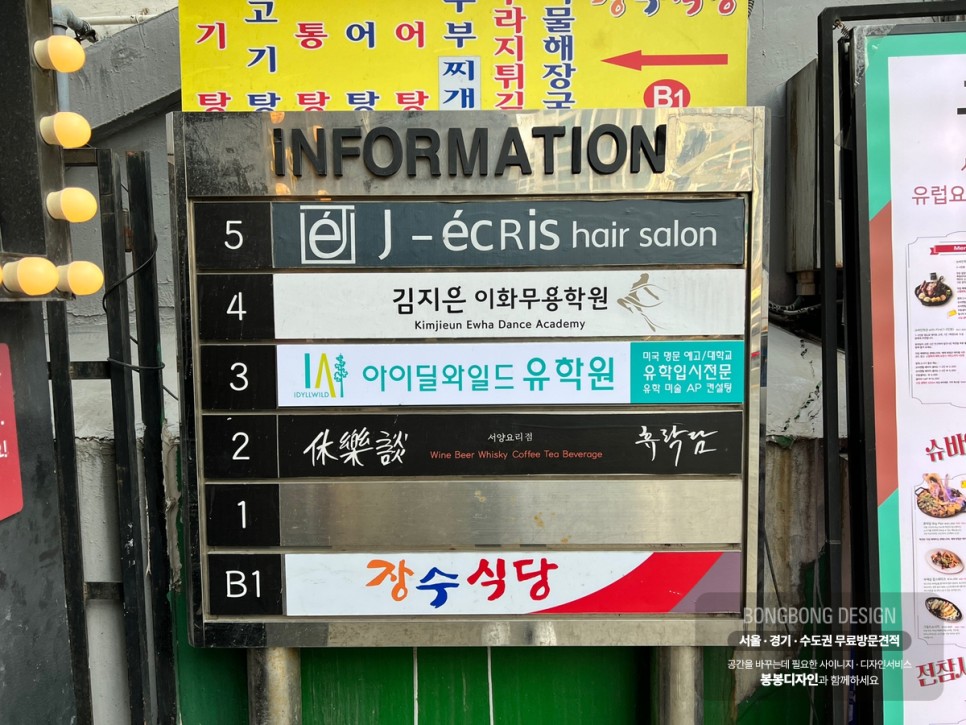 기
고기
통
어
어
부
찌개
라지튀김
물해장국
탕
탕
탕
탕
탕
B1
INFORMATION
5 J-écRis hair salon
4 김지은 이화무용학원
Kimjieun Ewha Dance Academy
3 IDYLLWILD 아이딜와일드 유학원
미국 명문 예고/대학교
유학입시전문
유학 미술 AP 컨설팅
2 休樂談 서양요리점 휴락담
Wine Beer Whisky Coffee Tea Beverage
1
B1 장수식당
유럽요
BONGBONG DESIGN
서울·경기·수도권 무료방문견적
공간을 바꾸는데 필요한 사이니지·디자인서비스
봉봉디자인과 함께하세요